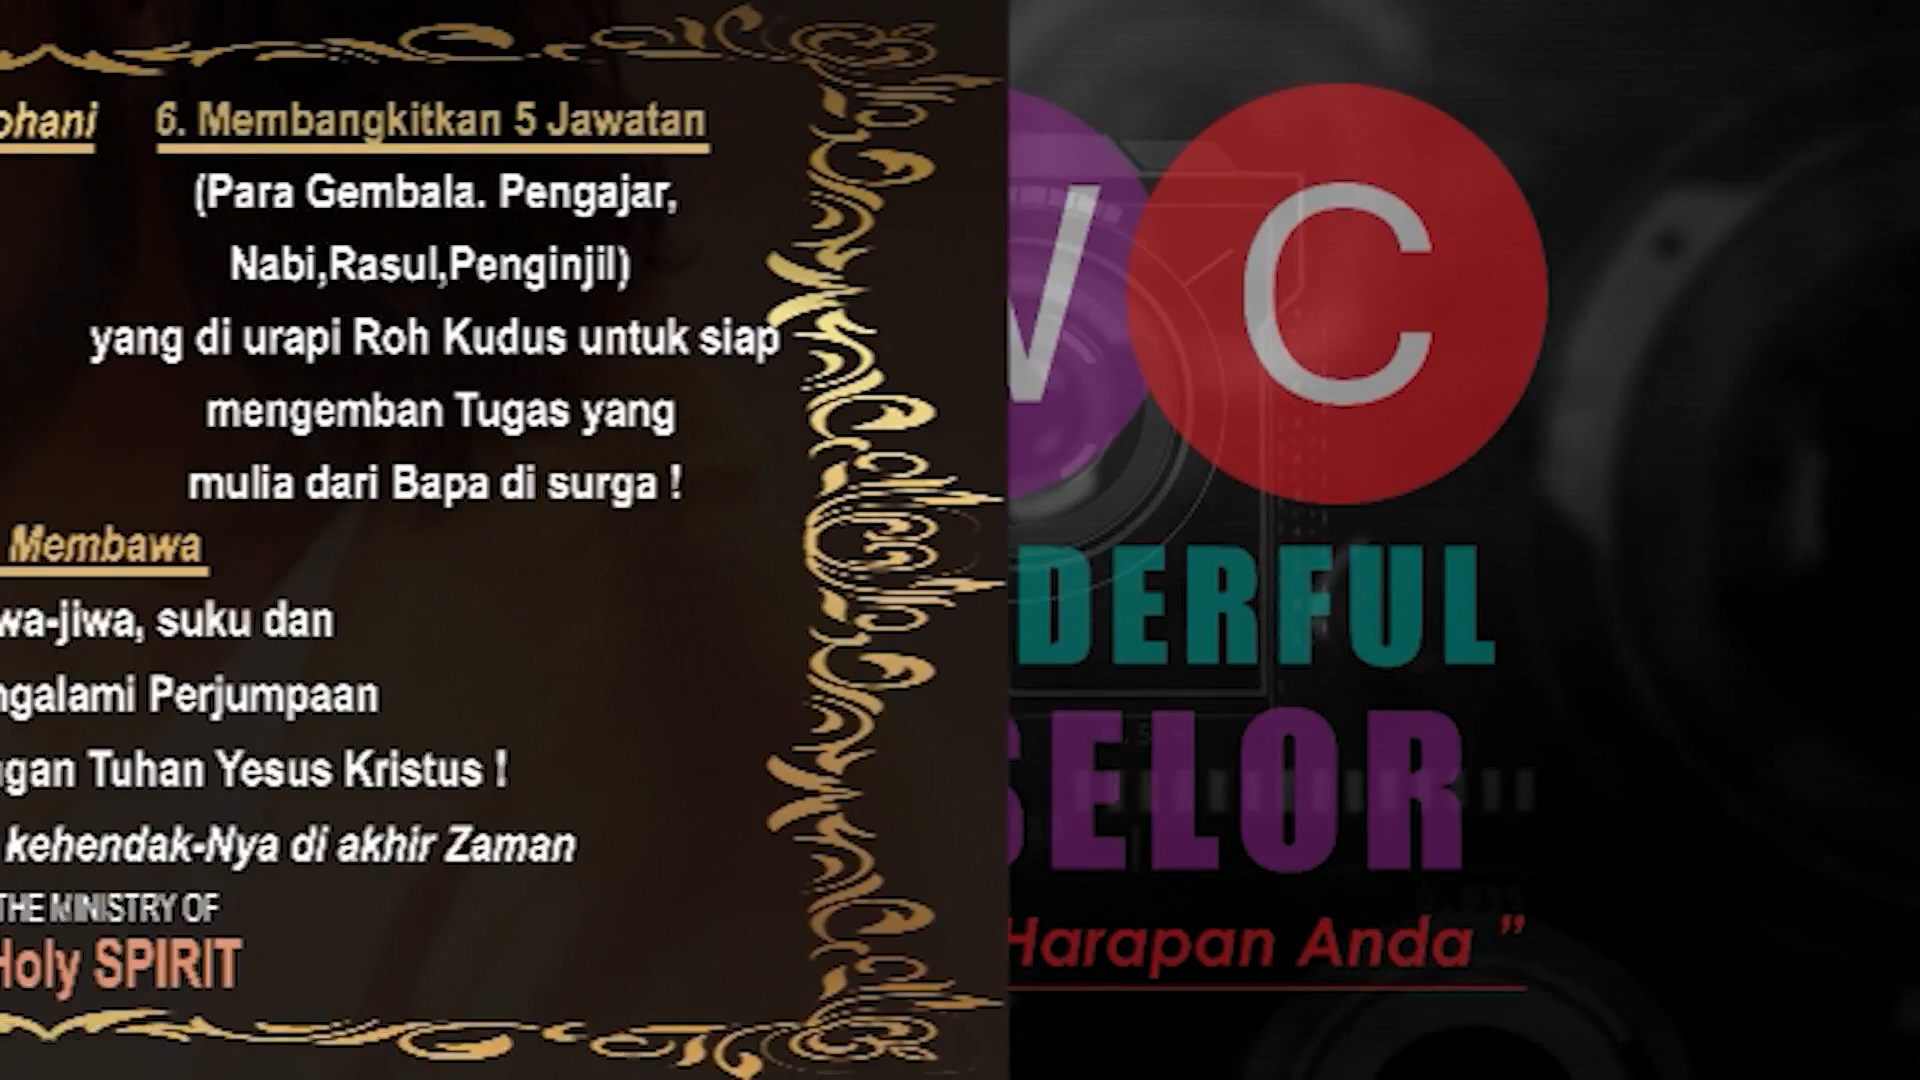 ohani
6. Membangkitkan 5 Jawatan
(Para Gembala. Pengajar,
Nabi,Rasul,Penginjil)
yang di urapi Roh Kudus untuk siap
mengemban Tugas yang
mulia dari Bapa di surga !
Membawa
wa-jiwa, suku dan
ngalami Perjumpaan
ngan Tuhan Yesus Kristus !
kehendak-Nya di akhir Zaman
THE MINISTRY OF
Holy SPIRIT
W C
DERFUL
SELOR
Harapan Anda ”